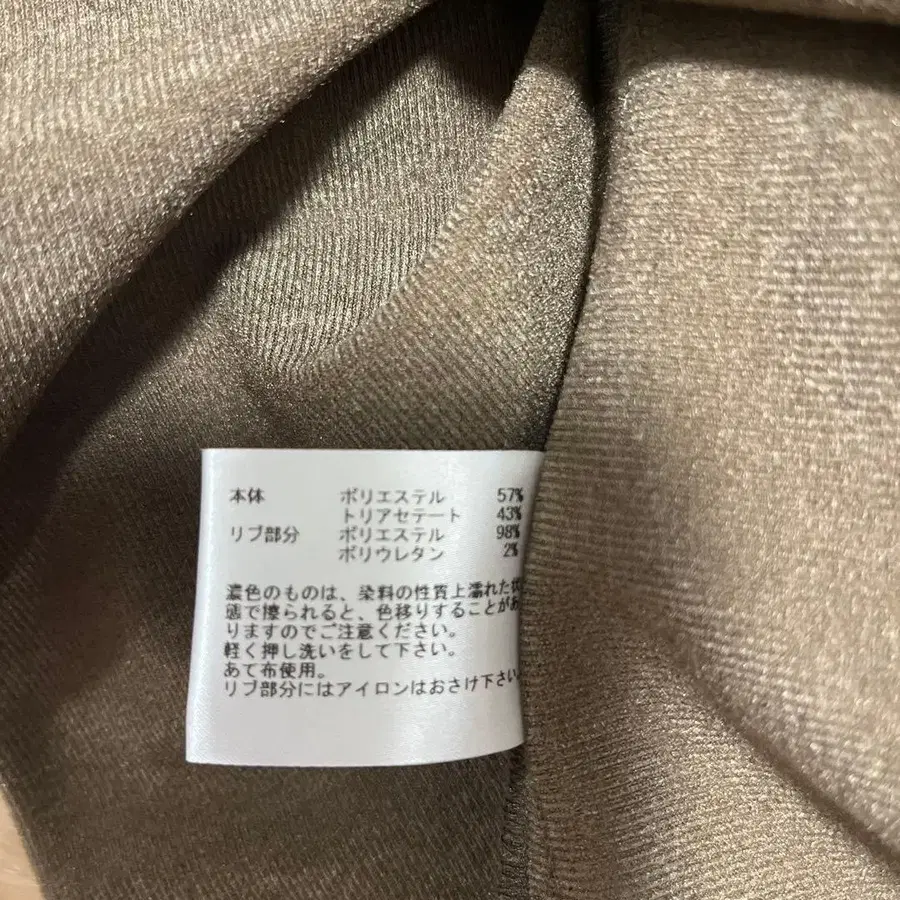 本体 ポリエステル 57%
トリアセテート 43%
リブ部分 ポリエステル 98%
ポリウレタン 2%
濃色のものは、染料の性質上濡れた状
態で擦られると、色移りすることがあ
りますのでご注意ください。
軽く押し洗いをして下さい。
あて布使用。
リブ部分にはアイロンはおさけ下さい。